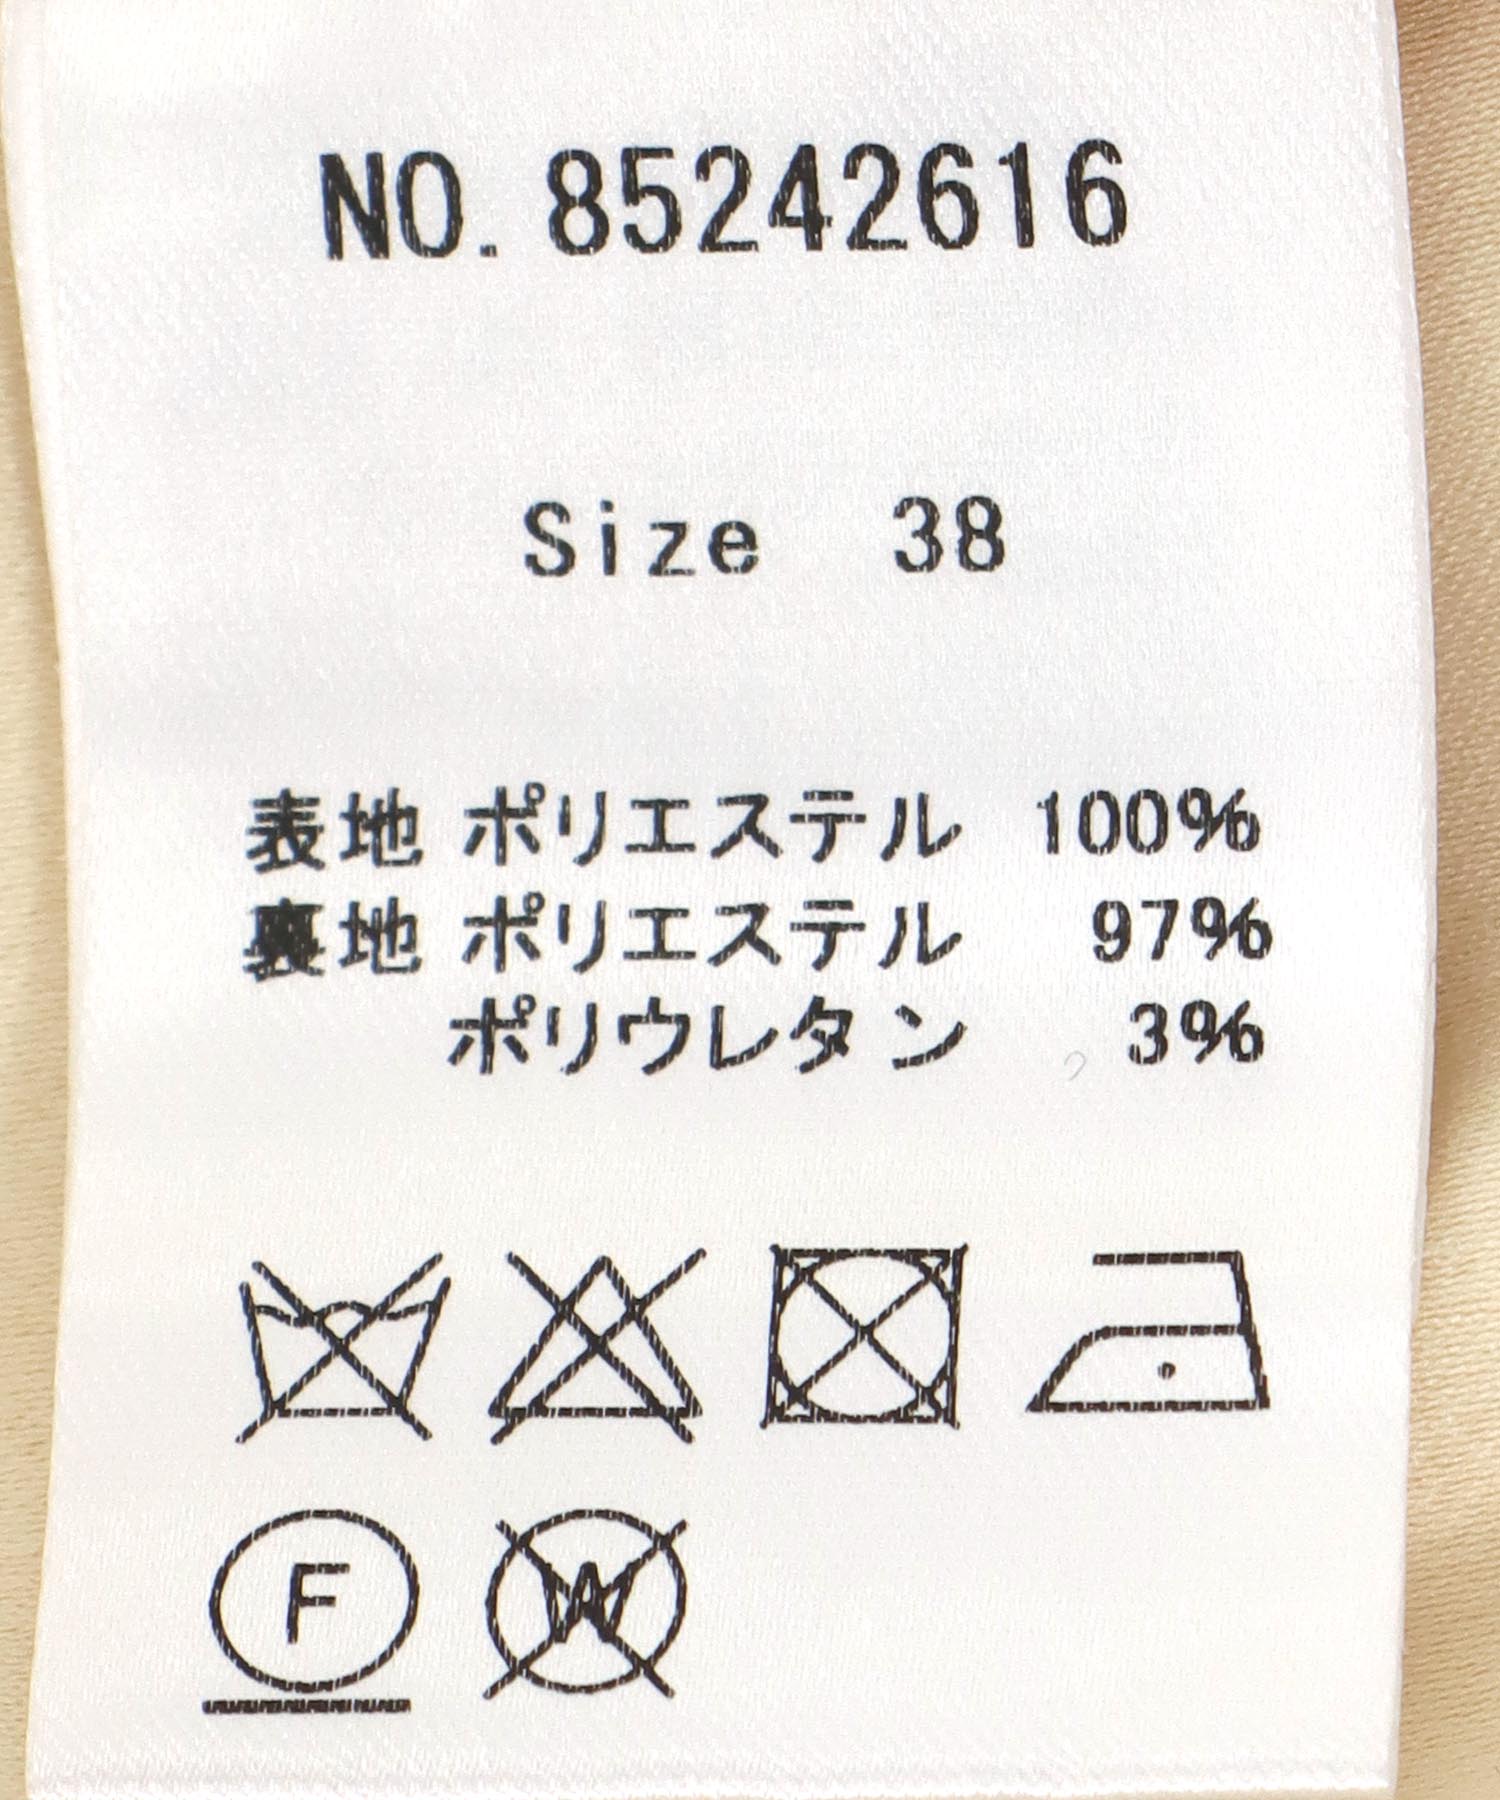 NO. 85242616
Size 38
表地 ポリエステル 100%
裏地 ポリエステル 97%
ポリウレタン 3%
F W